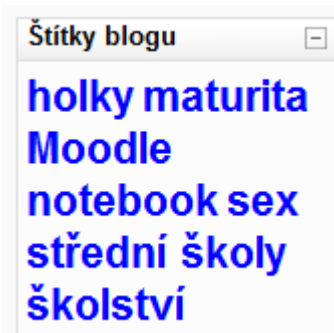 Štítky blogu
holky maturita
Moodle
notebook sex
střední školy
školství